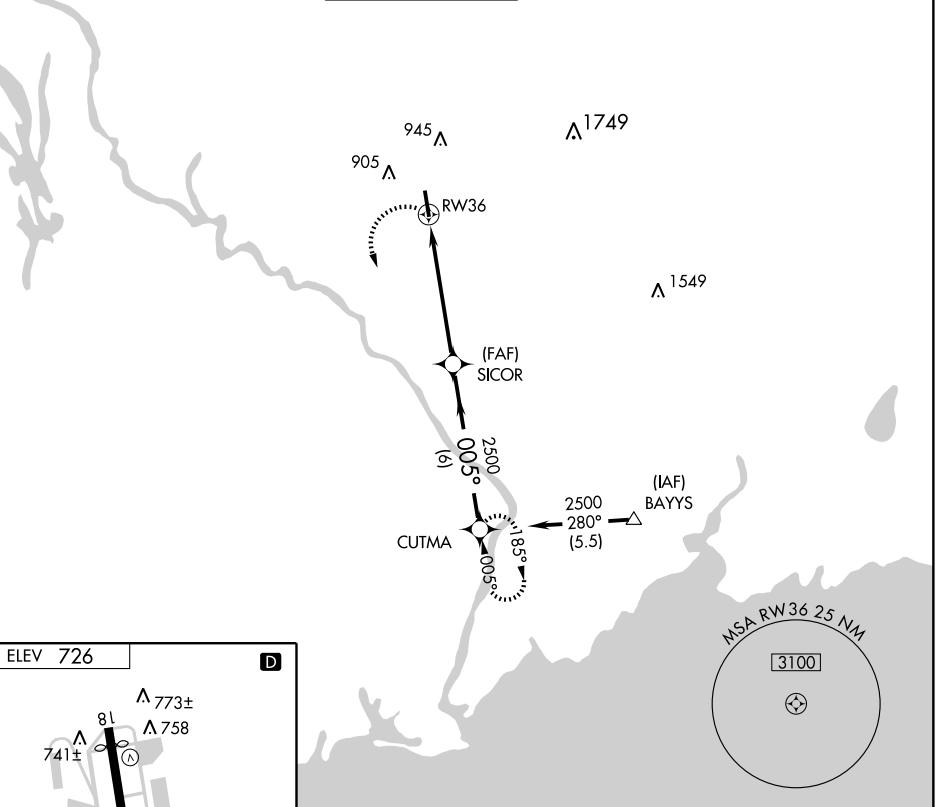 945
1749
905
RW36
1549
(FAF)
SICOR
2500
005°
(6)
(IAF)
BAYYS
2500
280°
(5.5)
CUTMA
185°
005°
MSA RW36 25 NM
3100
ELEV 726
D
773±
18
758
741±
V